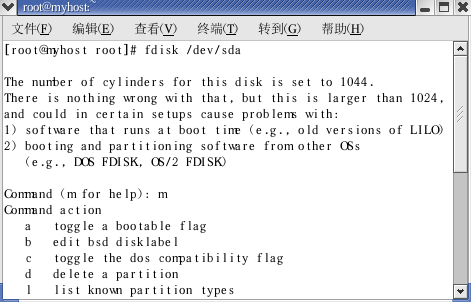 root@myhost:~
文件(F) 编辑(E) 查看(V) 终端(T) 转到(G) 帮助(H)
[root@myhost root]# fdisk /dev/sda
The number of cylinders for this disk is set to 1044.
There is nothing wrong with that, but this is larger than 1024,
and could in certain setups cause problems with:
1) software that runs at boot time (e.g., old versions of LILO)
2) booting and partitioning software from other OSs
(e.g., DOS FDISK, OS/2 FDISK)
Command (m for help): m
Command action
a toggle a bootable flag
b edit bsd disklabel
c toggle the dos compatibility flag
d delete a partition
l list known partition types